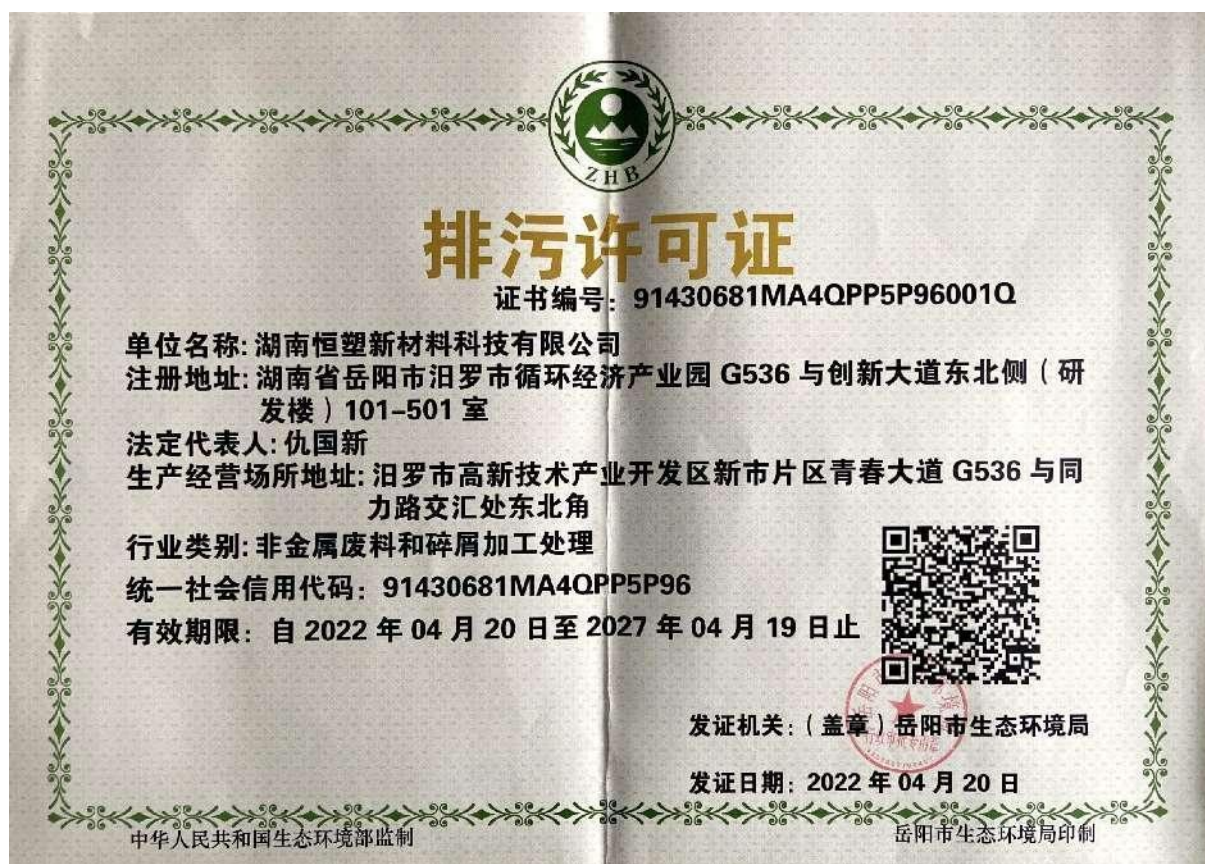 ZHB
排污许可证
证书编号：91430681MA4QPP5P96001Q
单位名称:湖南恒塑新材料科技有限公司
注册地址:湖南省岳阳市汨罗市循环经济产业园 G536 与创新大道东北侧（研
发楼）101-501 室
法定代表人:仇国新
生产经营场所地址:汨罗市高新技术产业开发区新市片区青春大道 G536 与同
力路交汇处东北角
行业类别:非金属废料和碎屑加工处理
统一社会信用代码：91430681MA4QPP5P96
有效期限：自 2022 年 04 月 20 日至 2027 年 04 月 19 日止
发证机关：（盖章）岳阳市生态环境局
发证日期：2022 年 04 月 20 日
中华人民共和国生态环境部监制
岳阳市生态环境局印制